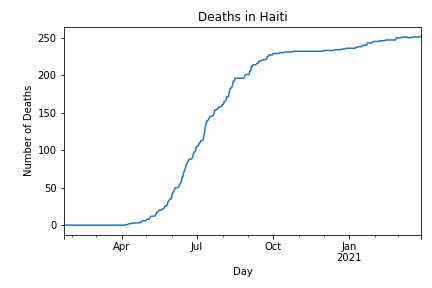 Deaths in Haiti
Number of Deaths
250
200
150
100
50
0
Apr
Jul
Oct
Jan
2021
Day